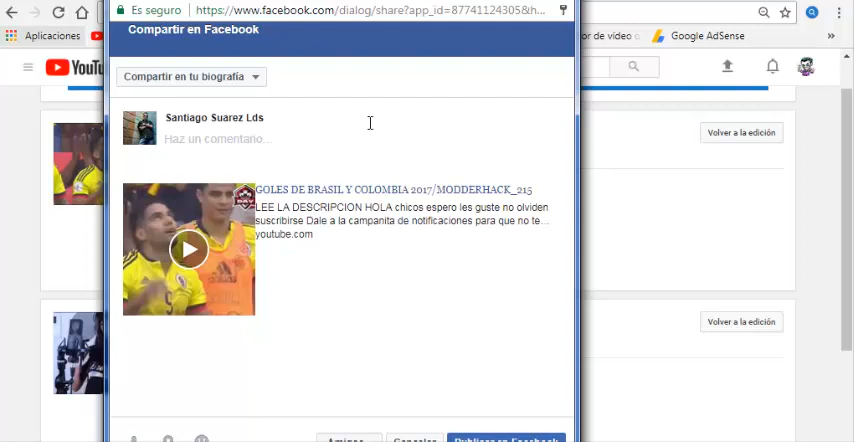 Es seguro https://www.facebook.com/dialog/share?app_id=87741124305&h...
Aplicaciones
or de vídeo
Google AdSense
Compartir en Facebook
YouTu
Compartir en tu biografía
Santiago Suarez Lds
Haz un comentario...
Volver a la edición
GOLES DE BRASIL Y COLOMBIA 2017/MODDERHACK_215
LEE LA DESCRIPCION HOLA chicos espero les guste no olviden
suscribirse Dale a la campanita de notificaciones para que no te...
youtube.com
Volver a la edición
Amigos
Cancelar
Publicar en Facebook